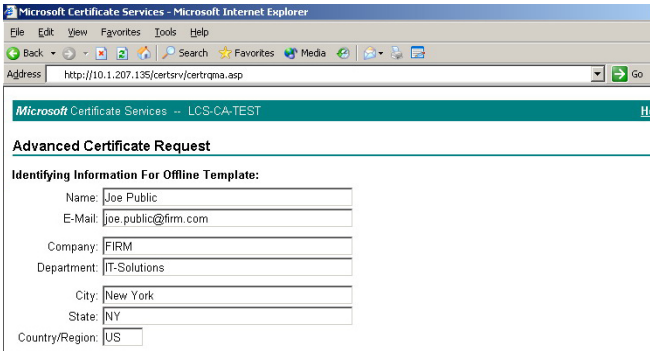 Microsoft Certificate Services - Microsoft Internet Explorer
File Edit View Favorites Tools Help
Back Search Favorites Media
Address http://10.1.207.135/certsrv/certrqma.asp Go
Microsoft Certificate Services -- LCS-CA-TEST
Advanced Certificate Request
Identifying Information For Offline Template:
Name: Joe Public
E-Mail: joe.public@firm.com
Company: FIRM
Department: IT-Solutions
City: New York
State: NY
Country/Region: US